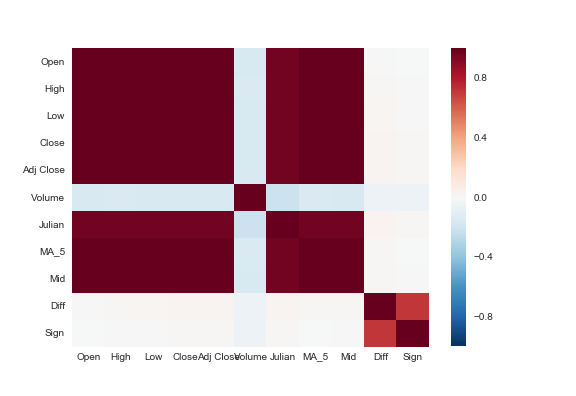 Open
High
Low
Close
Adj Close
Volume
Julian
MA_5
Mid
Diff
Sign
Open High Low Close Adj Close Volume Julian MA_5 Mid Diff Sign
0.8
0.4
0.0
−0.4
−0.8